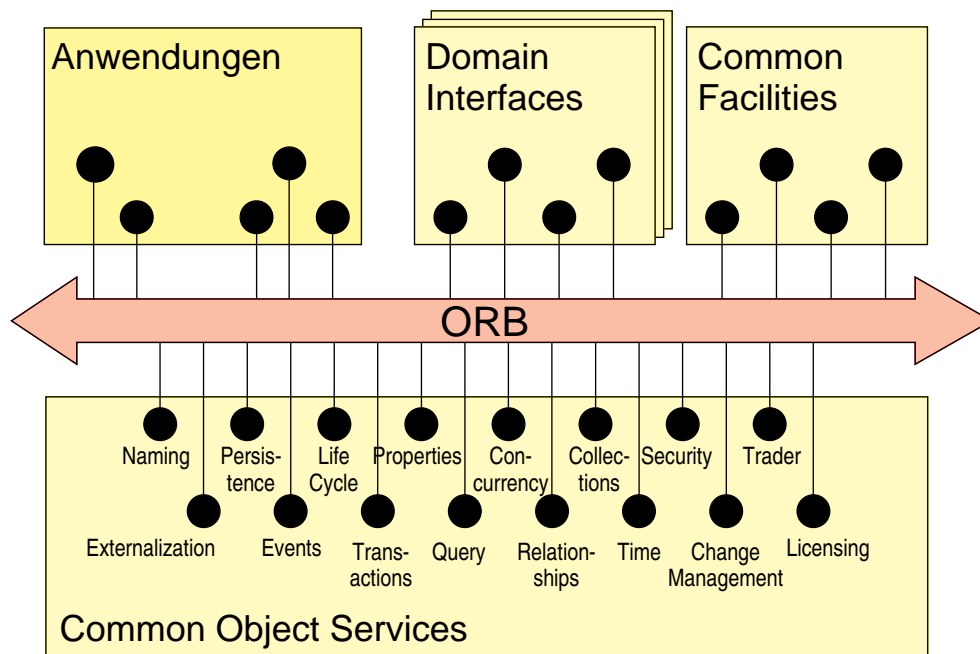 Anwendungen
Domain
Interfaces
Common
Facilities
ORB
Naming
Persis-
tence
Life
Cycle
Properties
Con-
currency
Collec-
tions
Security
Trader
Externalization
Events
Trans-
actions
Query
Relation-
ships
Time
Change
Management
Licensing
Common Object Services